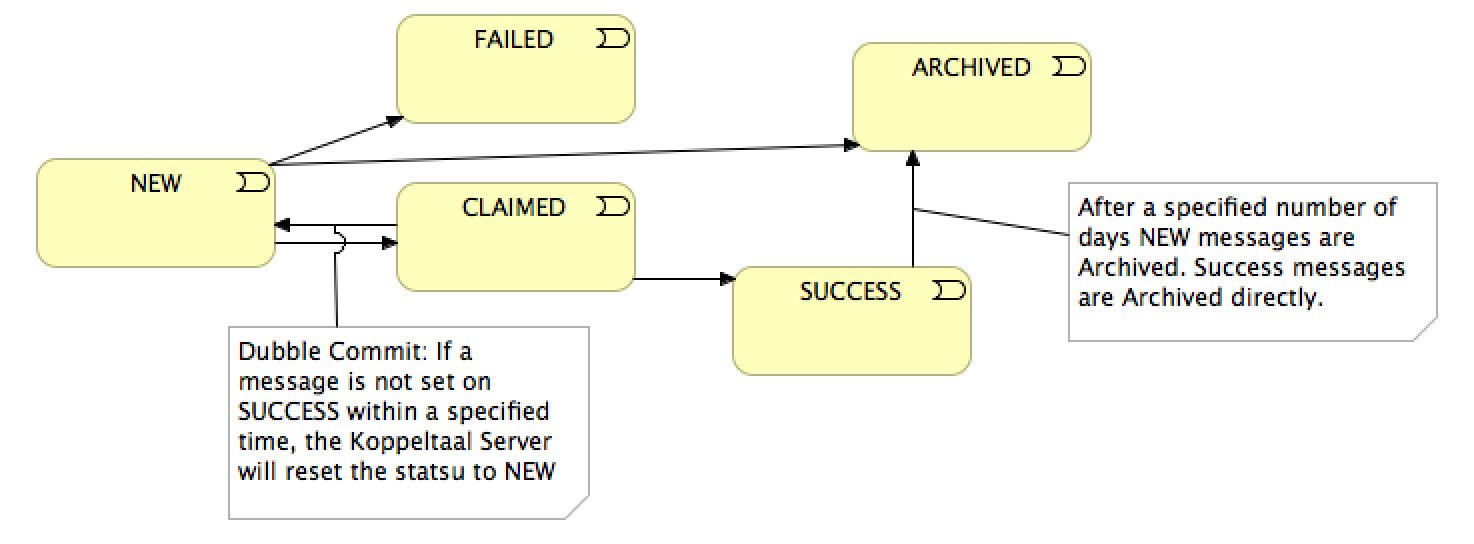 FAILED
ARCHIVED
NEW
CLAIMED
After a specified number of
days NEW messages are
Archived. Success messages
are Archived directly.
SUCCESS
Dubble Commit: If a
message is not set on
SUCCESS within a specified
time, the Koppeltaal Server
will reset the statsu to NEW